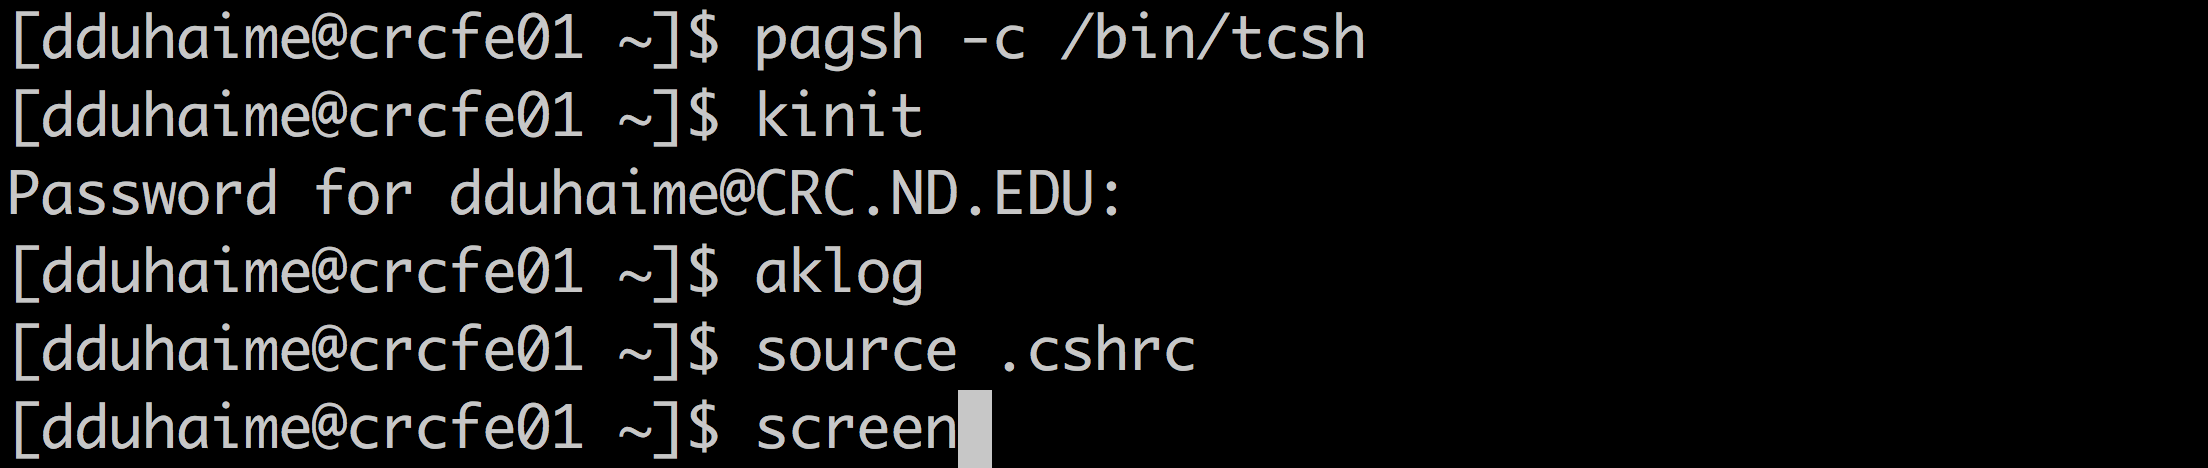 [dduhaime@crcfe01 ~]$ pagsh -c /bin/tcsh
[dduhaime@crcfe01 ~]$ kinit
Password for dduhaime@CRC.ND.EDU:
[dduhaime@crcfe01 ~]$ aklog
[dduhaime@crcfe01 ~]$ source .cshrc
[dduhaime@crcfe01 ~]$ screen